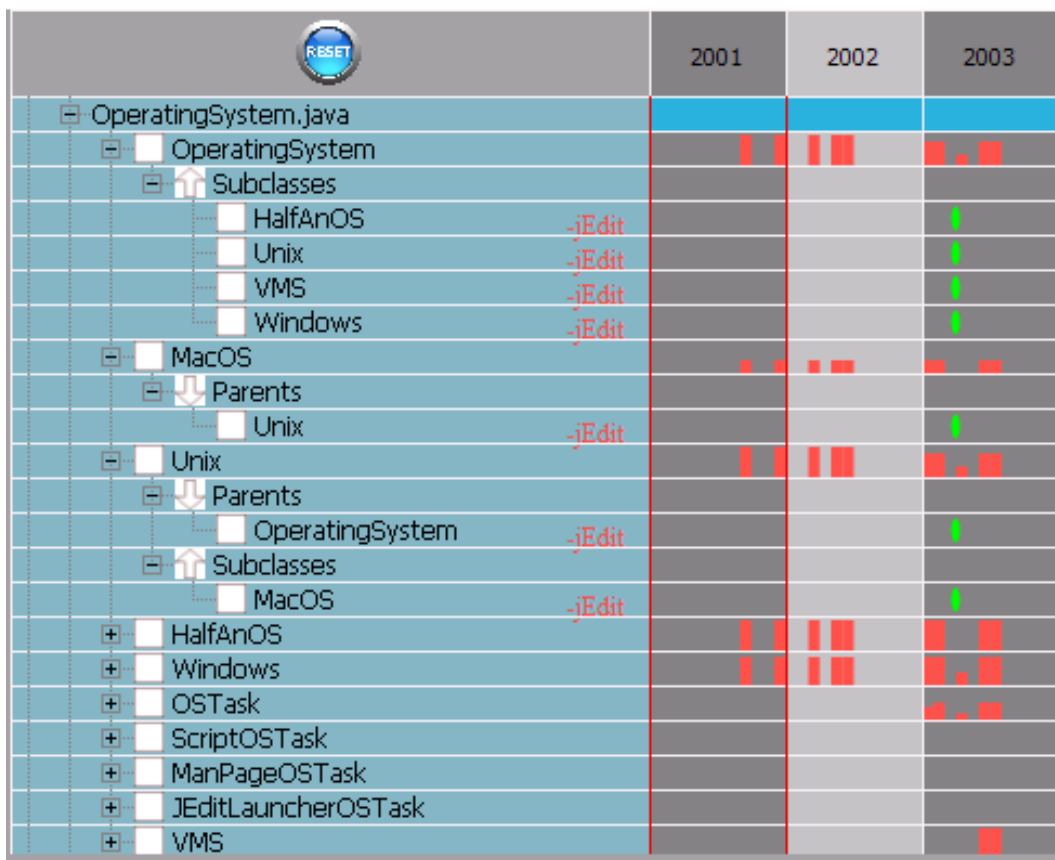 RESET 2001 2002 2003
OperatingSystem.java
OperatingSystem
Subclasses
HalfAnOS -jEdit
Unix -jEdit
VMS -jEdit
Windows -jEdit
MacOS
Parents
Unix -jEdit
Unix
Parents
OperatingSystem -jEdit
Subclasses
MacOS -jEdit
HalfAnOS
Windows
OSTask
ScriptOSTask
ManPageOSTask
JEditLauncherOSTask
VMS